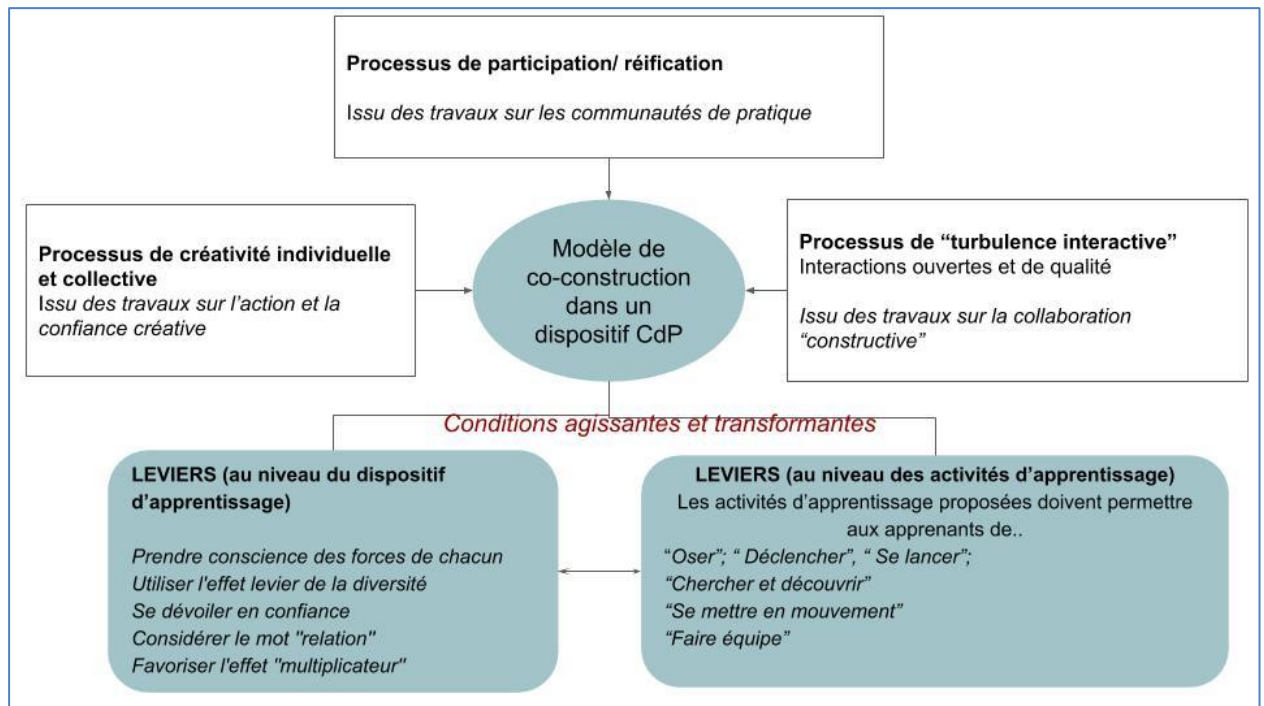 Processus de participation/ réification
Issu des travaux sur les communautés de pratique
Processus de créativité individuelle
et collective
Issu des travaux sur l'action et la
confiance créative
Modèle de
co-construction
dans un
dispositif CdP
Processus de “turbulence interactive”
Interactions ouvertes et de qualité
Issu des travaux sur la collaboration
“constructive”
Conditions agissantes et transformantes
LEVIERS (au niveau du dispositif
d'apprentissage)
Prendre conscience des forces de chacun
Utiliser l'effet levier de la diversité
Se dévoiler en confiance
Considérer le mot "relation"
Favoriser l'effet "multiplicateur"
LEVIERS (au niveau des activités d'apprentissage)
Les activités d'apprentissage proposées doivent permettre
aux apprenants de..
“Oser”; “ Déclencher”, “ Se lancer”;
“Chercher et découvrir”
“Se mettre en mouvement”
“Faire équipe”